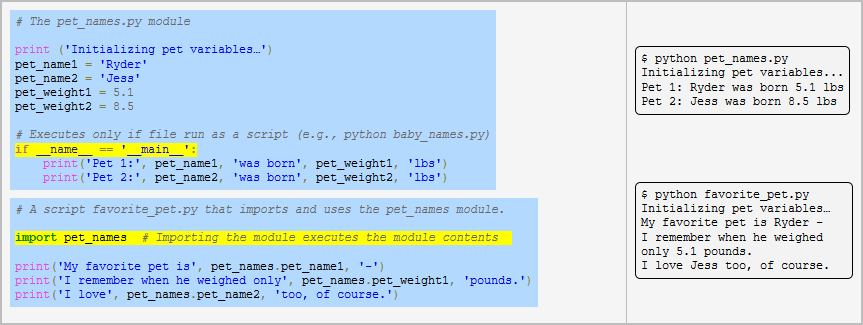 # The pet_names.py module
print ('Initializing pet variables…')
pet_name1 = 'Ryder'
pet_name2 = 'Jess'
pet_weight1 = 5.1
pet_weight2 = 8.5
# Executes only if file run as a script (e.g., python baby_names.py)
if __name__ == '__main__':
    print('Pet 1:', pet_name1, 'was born', pet_weight1, 'lbs')
    print('Pet 2:', pet_name2, 'was born', pet_weight2, 'lbs')
# A script favorite_pet.py that imports and uses the pet_names module.
import pet_names  # Importing the module executes the module contents
print('My favorite pet is', pet_names.pet_name1, '-')
print('I remember when he weighed only', pet_names.pet_weight1, 'pounds.')
print('I love', pet_names.pet_name2, 'too, of course.')
$ python pet_names.py
Initializing pet variables...
Pet 1: Ryder was born 5.1 lbs
Pet 2: Jess was born 8.5 lbs
$ python favorite_pet.py
Initializing pet variables…
My favorite pet is Ryder -
I remember when he weighed
only 5.1 pounds.
I love Jess too, of course.